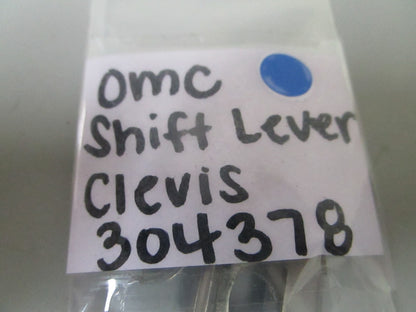 omc
Shift Lever
Clevis
304378